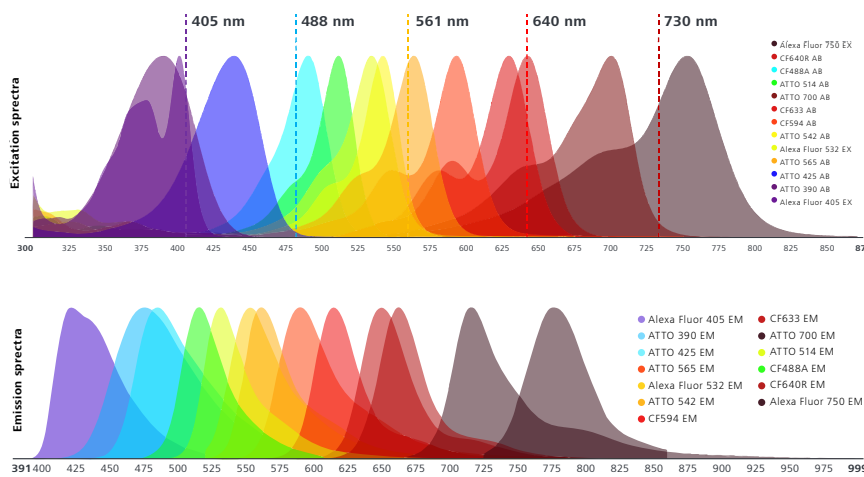 405 nm
488 nm
561 nm
640 nm
730 nm
Excitation sprectra
Alexa Fluor 750 EX
CF640R AB
CF488A AB
ATTO 514 AB
ATTO 700 AB
CF633 AB
CF594 AB
ATTO 542 AB
Alexa Fluor 532 EX
ATTO 565 AB
ATTO 425 AB
ATTO 390 AB
Alexa Fluor 405 EX
300 325 350 375 400 425 450 475 500 525 550 575 600 625 650 675 700 725 750 775 800 825 850 87
Emission sprectra
Alexa Fluor 405 EM
ATTO 390 EM
ATTO 425 EM
ATTO 565 EM
Alexa Fluor 532 EM
ATTO 542 EM
CF594 EM
CF633 EM
ATTO 700 EM
ATTO 514 EM
CF488A EM
CF640R EM
Alexa Fluor 750 EM
391 400 425 450 475 500 525 550 575 600 625 650 675 700 725 750 775 800 825 850 875 900 925 950 975 999